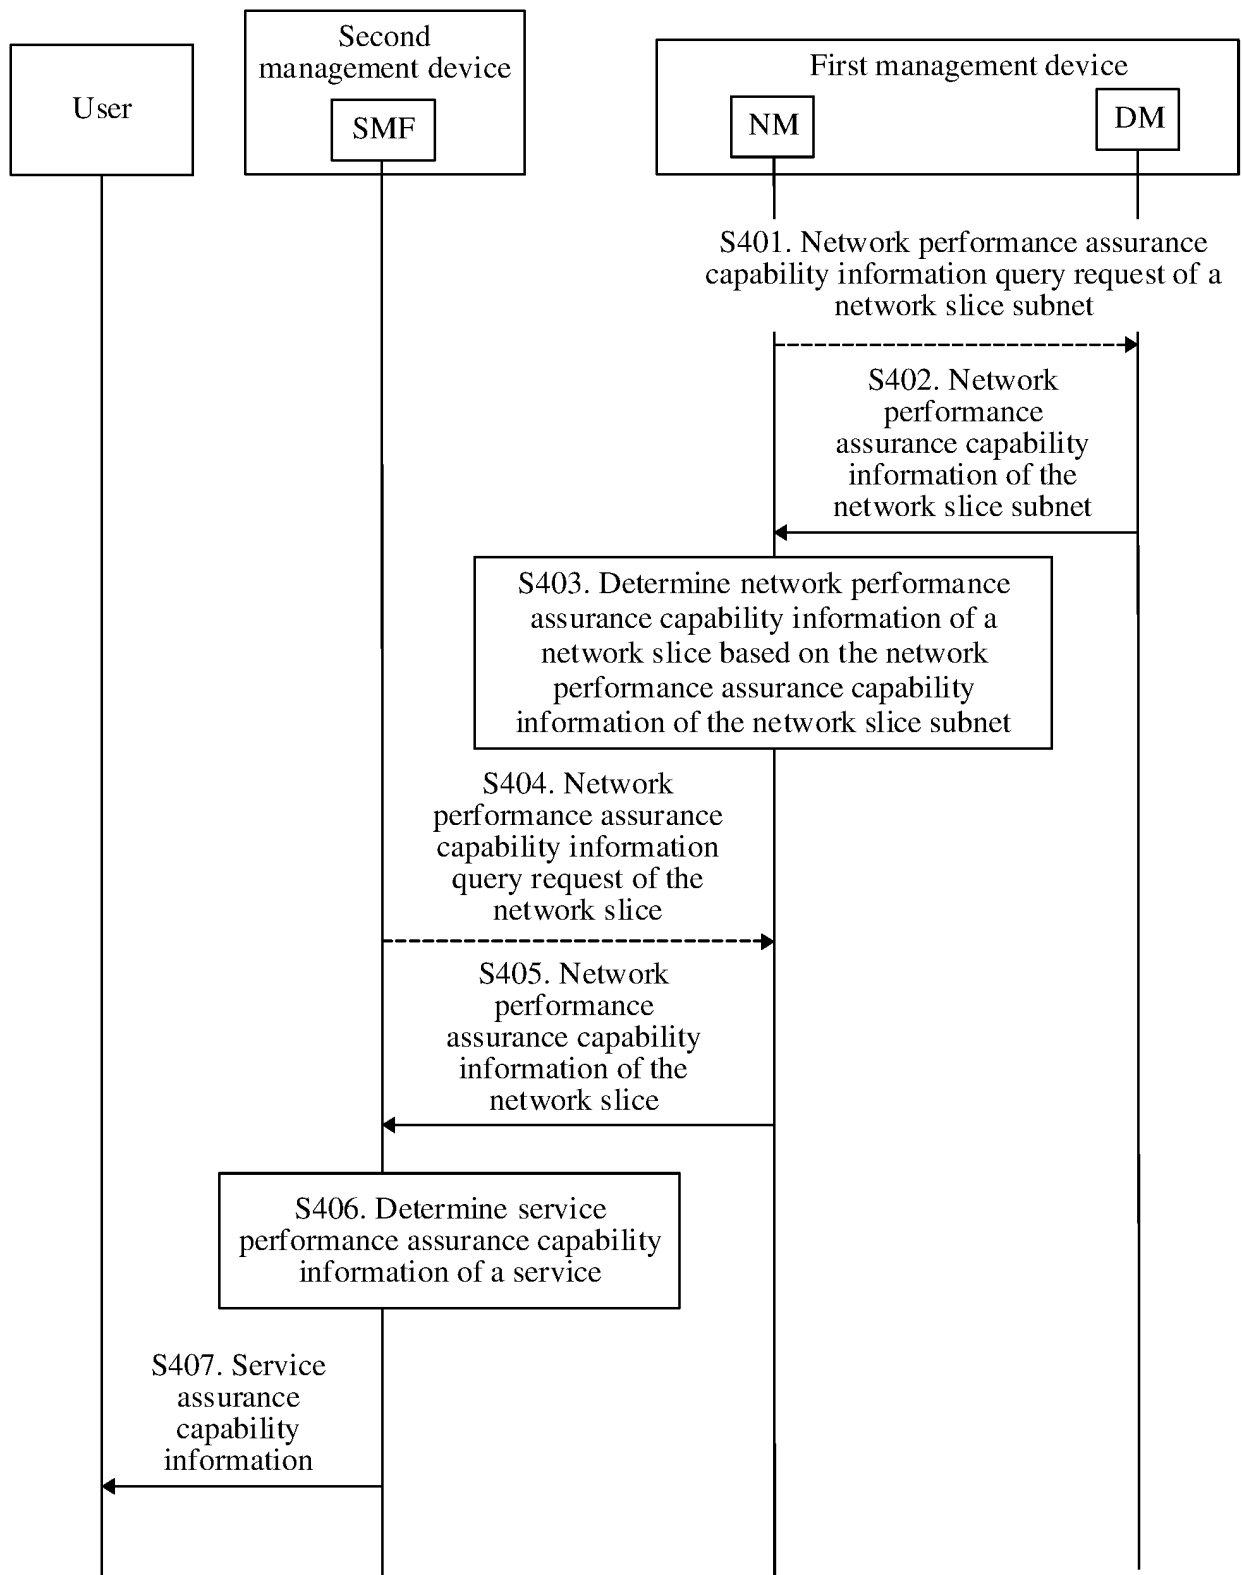 User
Second
management device
SMF
First management device
NM
DM
S401. Network performance assurance
capability information query request of a
network slice subnet
S402. Network
performance
assurance capability
information of the
network slice subnet
S403. Determine network performance
assurance capability information of a
network slice based on the network
performance assurance capability
information of the network slice subnet
S404. Network
performance assurance
capability information
query request of the
network slice
S405. Network
performance
assurance capability
information of the
network slice
S406. Determine service
performance assurance capability
information of a service
S407. Service
assurance
capability
information